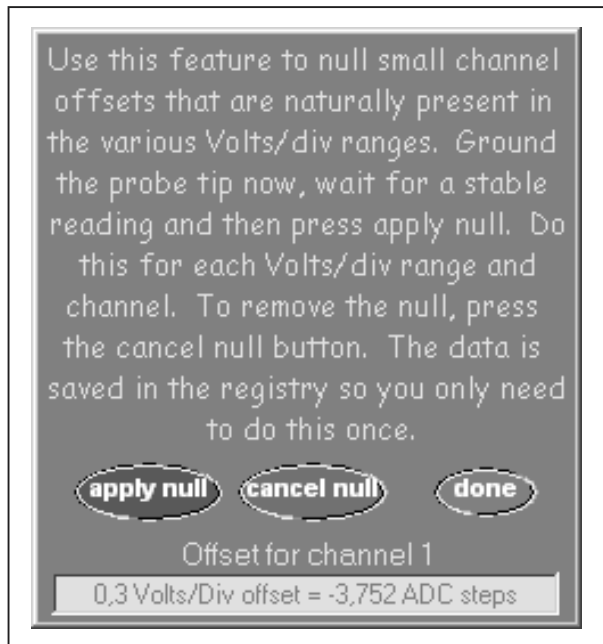 Use this feature to null small channel
offsets that are naturally present in
the various Volts/div ranges. Ground
the probe tip now, wait for a stable
reading and then press apply null. Do
this for each Volts/div range and
channel. To remove the null, press
the cancel null button. The data is
saved in the registry so you only need
to do this once.
apply null cancel null done
Offset for channel 1
0,3 Volts/Div offset = -3,752 ADC steps